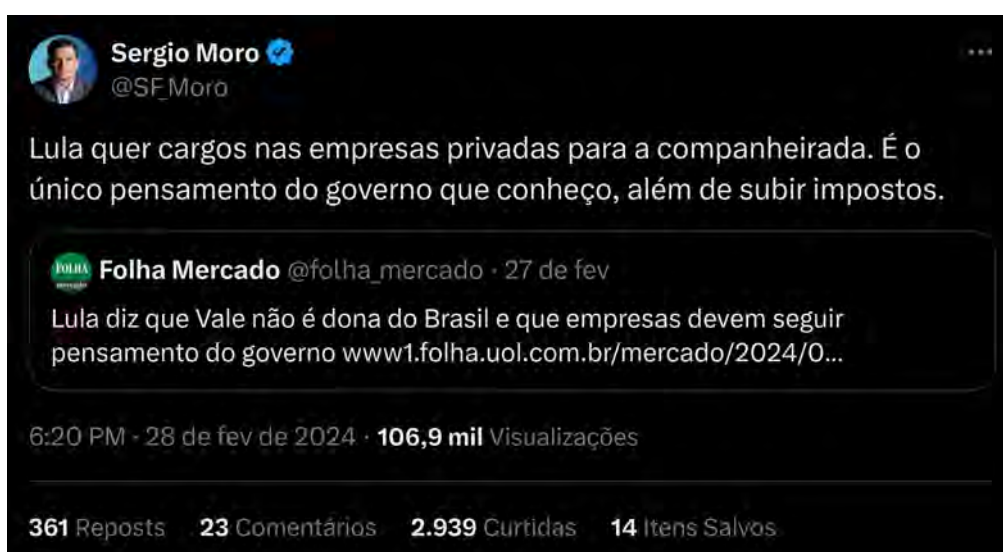 Sergio Moro
@SF_Moro
Lula quer cargos nas empresas privadas para a companheirada. É o
único pensamento do governo que conheço, além de subir impostos.
FOLHA
Folha Mercado @folha_mercado · 27 de fev
Lula diz que Vale não é dona do Brasil e que empresas devem seguir
pensamento do governo www1.folha.uol.com.br/mercado/2024/0...
6:20 PM · 28 de fev de 2024 · 106,9 mil Visualizações
361 Reposts 23 Comentários 2.939 Curtidas 14 Itens Salvos